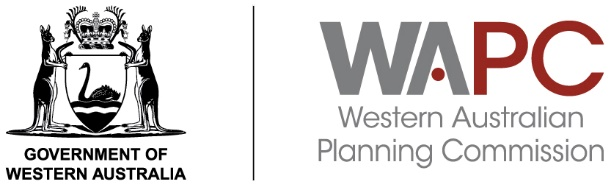 GOVERNMENT OF
WESTERN AUSTRALIA
WAPC
Western Australian
Planning Commission